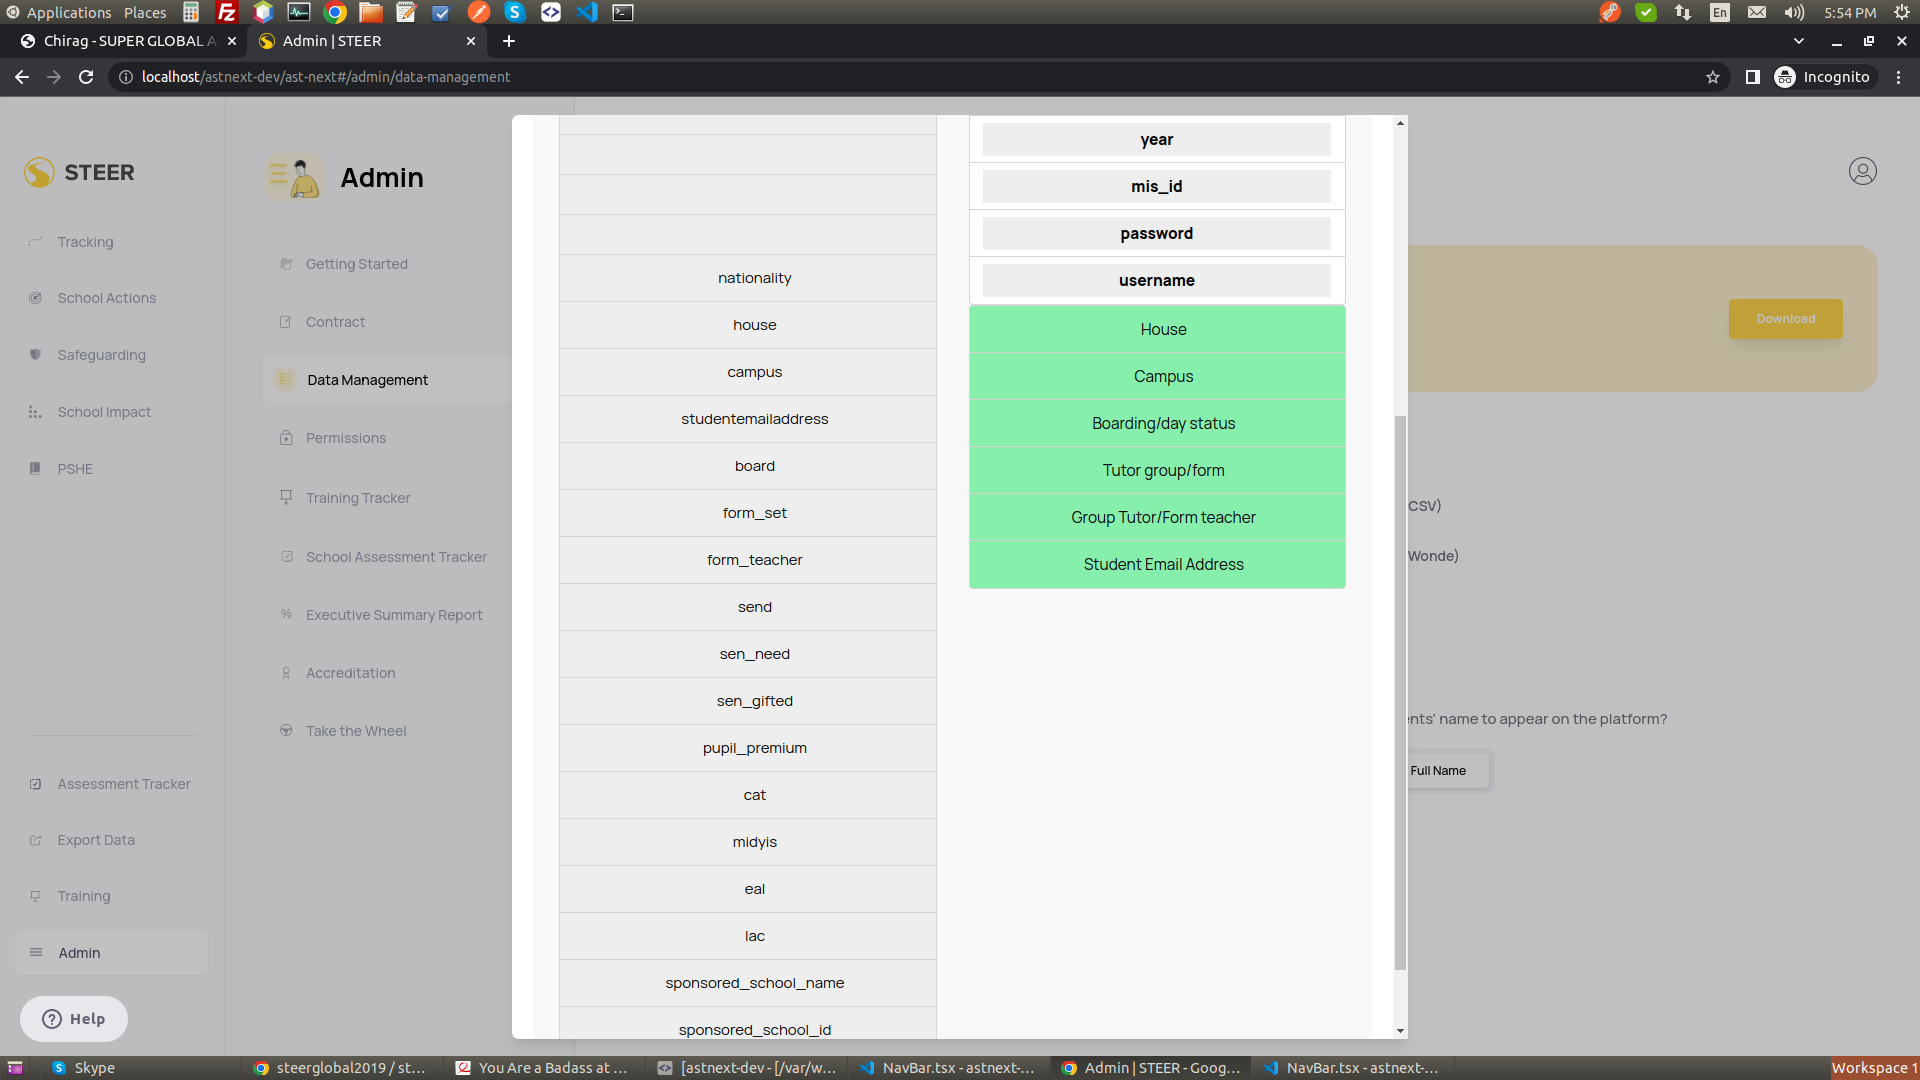 Applications Places
En
5:54 PM
Chirag - SUPER GLOBAL A
Admin | STEER
localhost/astnext-dev/ast-next#/admin/data-management
Incognito
STEER
Tracking
School Actions
Safeguarding
School Impact
PSHE
Assessment Tracker
Export Data
Training
Admin
Help
Admin
Getting Started
Contract
Data Management
Permissions
Training Tracker
School Assessment Tracker
Executive Summary Report
Accreditation
Take the Wheel
nationality
house
campus
studentemailaddress
board
form_set
form_teacher
send
sen_need
sen_gifted
pupil_premium
cat
midyis
eal
lac
sponsored_school_name
sponsored_school_id
year
mis_id
password
username
House
Campus
Boarding/day status
Tutor group/form
Group Tutor/Form teacher
Student Email Address
Download
CSV)
Wonde)
ents' name to appear on the platform?
Full Name
Skype
steerglobal2019 / st...
You Are a Badass at ...
[astnext-dev - [/var/w...
NavBar.tsx - astnext-...
Admin | STEER - Goog...
NavBar.tsx - astnext-...
Workspace 1